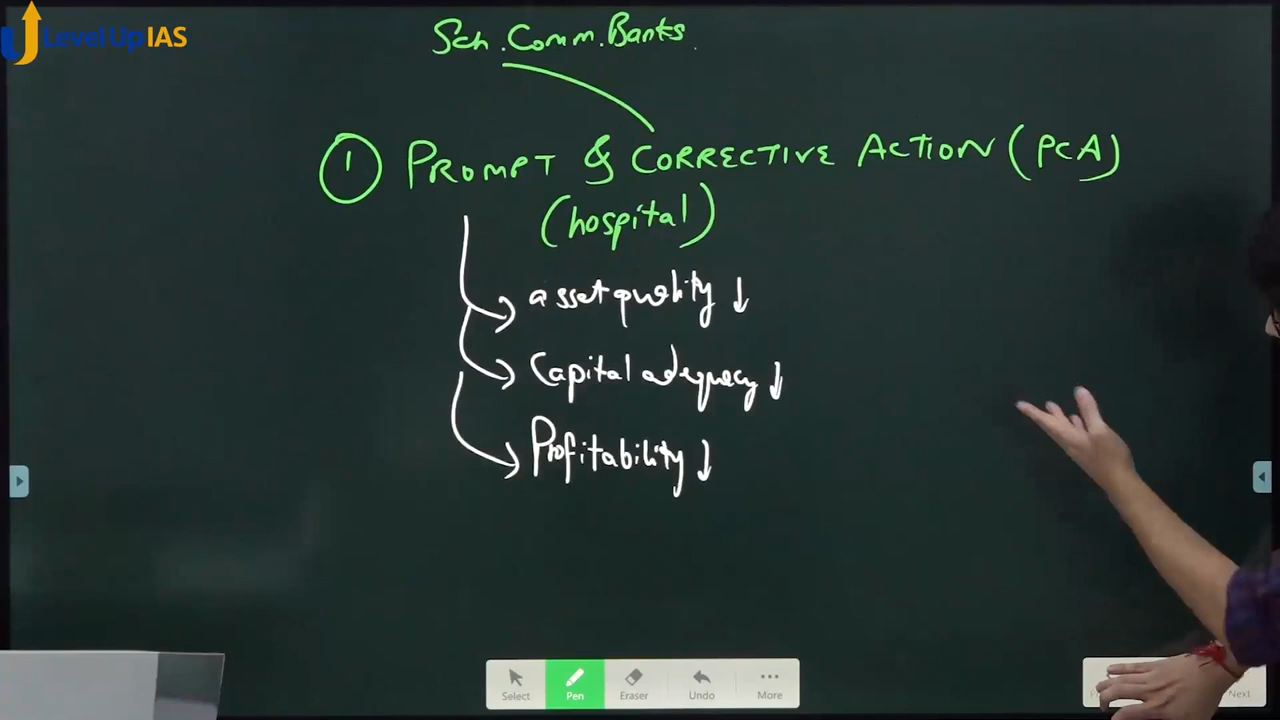 Level Up IAS
Sch. Comm. Banks.
① PROMPT & CORRECTIVE ACTION (PCA)
(hospital)
asset quality ↓
Capital adequacy ↓
Profitability ↓
Select Pen Eraser Undo More
Next